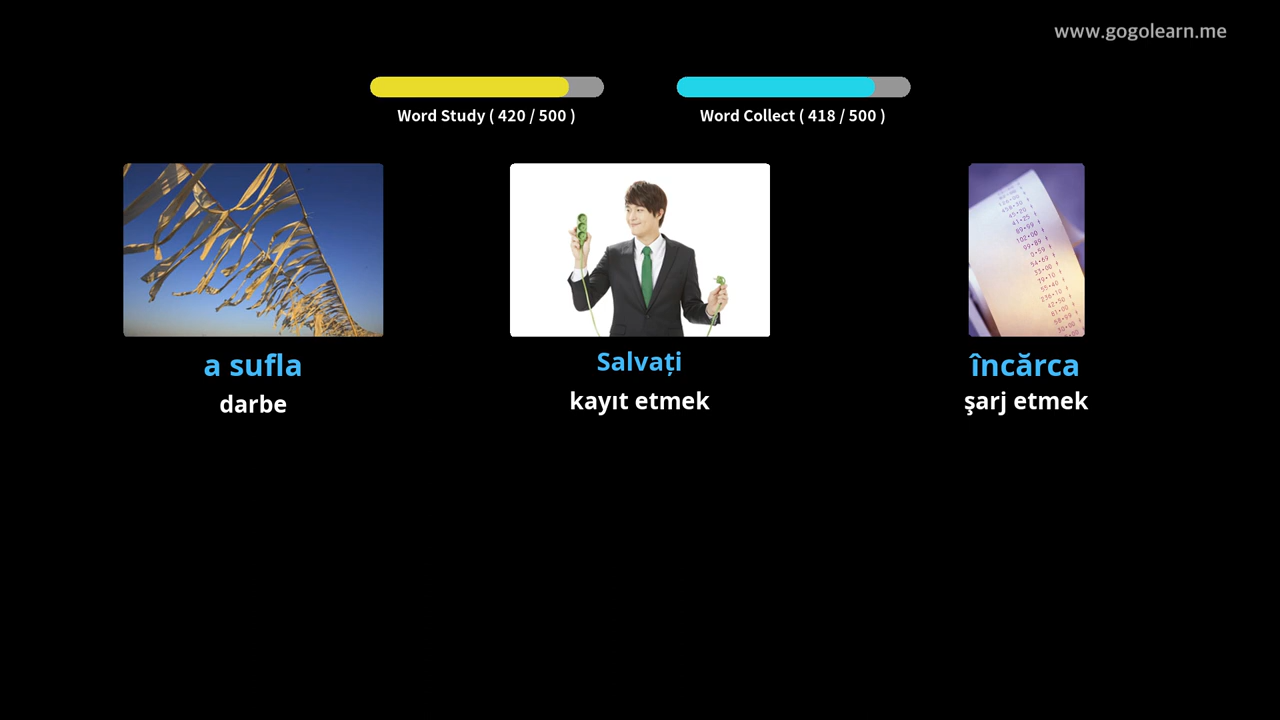 www.gogolearn.me
Word Study ( 420 / 500 )
Word Collect ( 418 / 500 )
a sufla
darbe
Salvați
kayıt etmek
încărca
şarj etmek